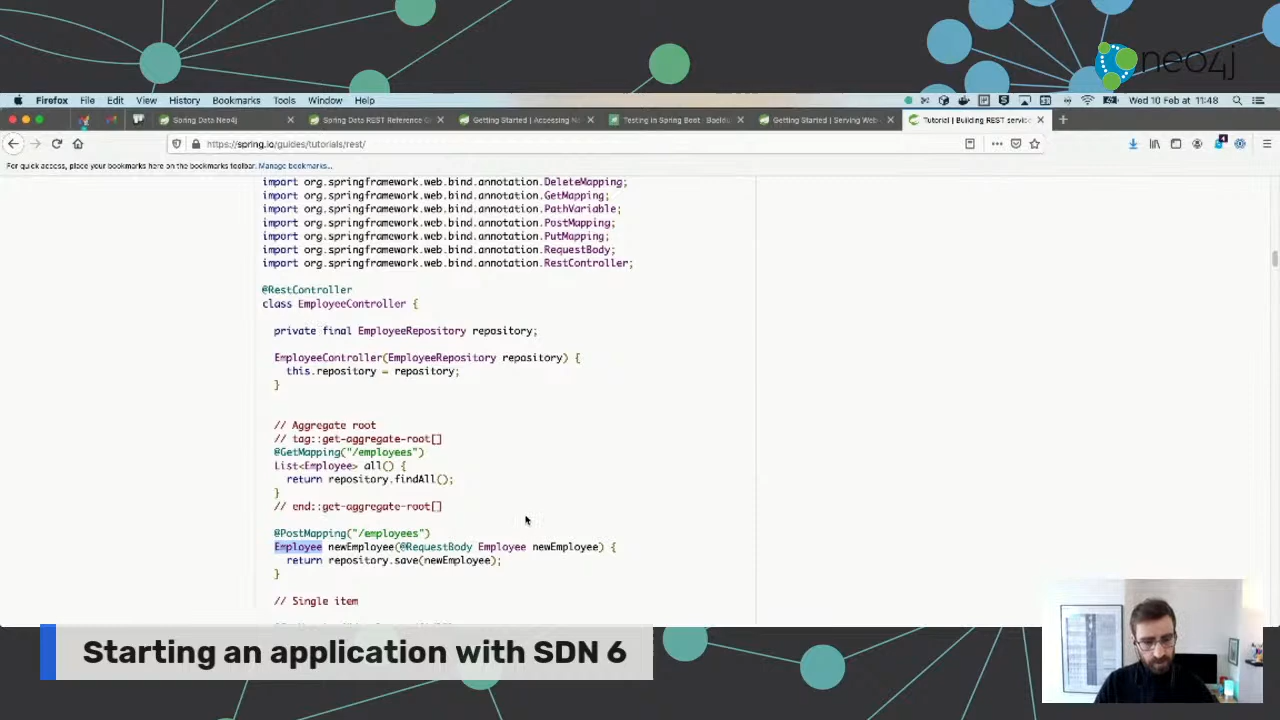 neo4j
Firefox File Edit View History Bookmarks Tools Window Help
Wed 10 Feb at 11:48
Spring Data Neo4j
Spring Data REST Reference G
Getting Started | Accessing N
Testing in Spring Boot - Baeldu
Getting Started | Serving Web
Tutorial | Building REST service
https://spring.io/guides/tutorials/rest/
For quick access, place your bookmarks here on the bookmarks toolbar. Manage bookmarks...
import org.springframework.web.bind.annotation.DeleteMapping;
import org.springframework.web.bind.annotation.GetMapping;
import org.springframework.web.bind.annotation.PathVariable;
import org.springframework.web.bind.annotation.PostMapping;
import org.springframework.web.bind.annotation.PutMapping;
import org.springframework.web.bind.annotation.RequestBody;
import org.springframework.web.bind.annotation.RestController;
@RestController
class EmployeeController {
private final EmployeeRepository repository;
EmployeeController(EmployeeRepository repository) {
this.repository = repository;
}
// Aggregate root
// tag::get-aggregate-root[]
@GetMapping("/employees")
List<Employee> all() {
return repository.findAll();
}
// end::get-aggregate-root[]
@PostMapping("/employees")
Employee newEmployee(@RequestBody Employee newEmployee) {
return repository.save(newEmployee);
}
// Single item
Starting an application with SDN 6